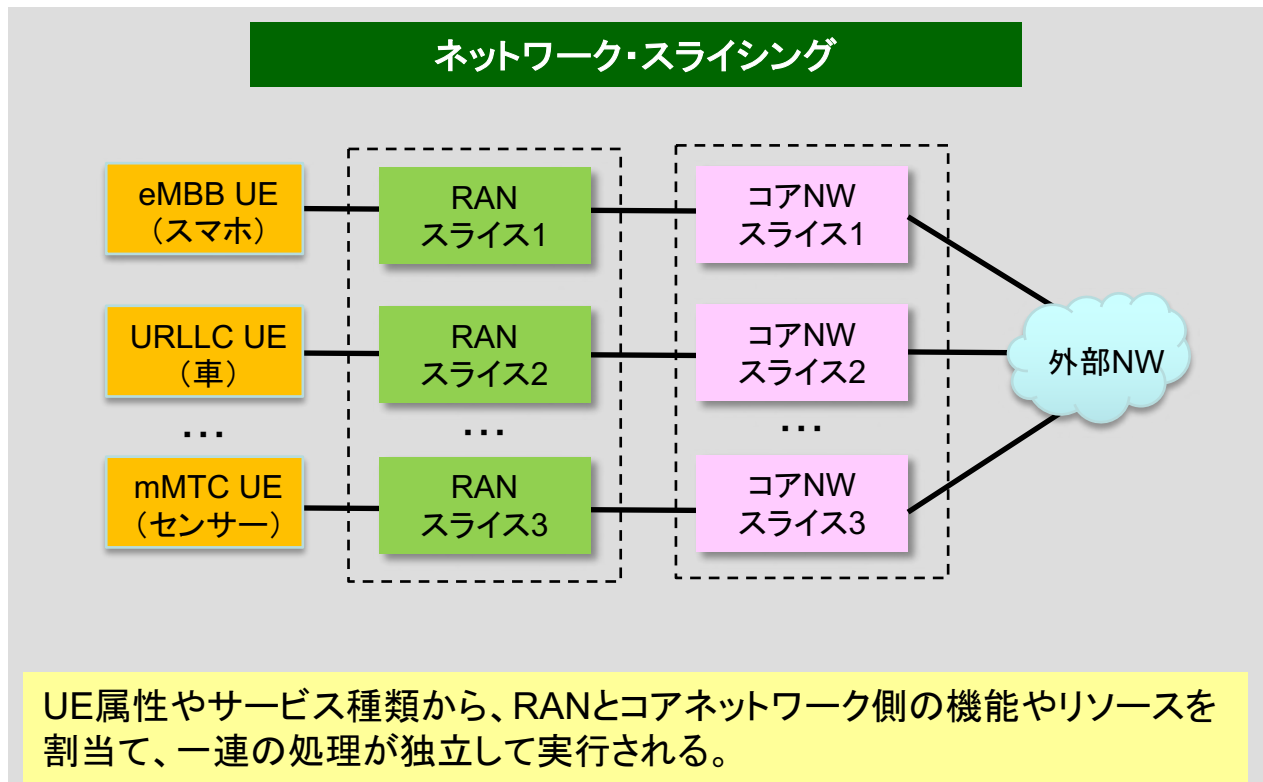 ネットワーク・スライシング
eMBB UE
（スマホ）
RAN
スライス1
コアNW
スライス1
URLLC UE
（車）
RAN
スライス2
コアNW
スライス2
外部NW
...
...
...
mMTC UE
（センサー）
RAN
スライス3
コアNW
スライス3
UE属性やサービス種類から、RANとコアネットワーク側の機能やリソースを
割当て、一連の処理が独立して実行される。